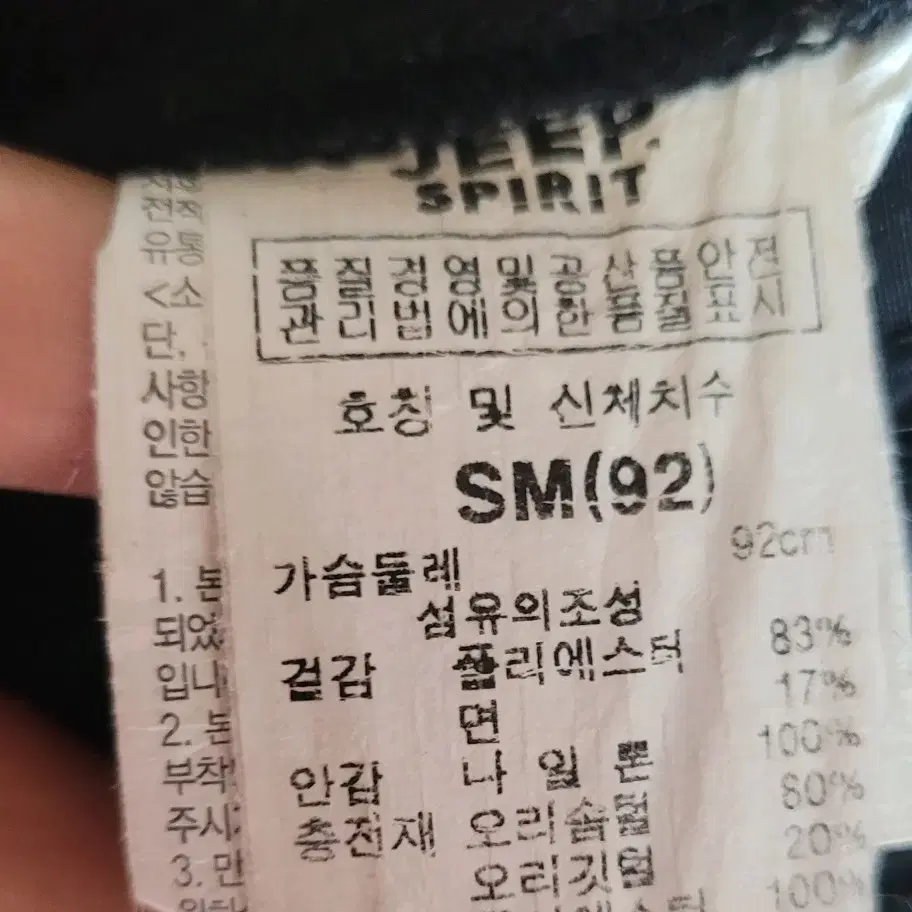 JEEP.
SPIRIT
품질경영및공산품안전
관리법에의한품질표시
호칭 및 신체치수
SM(92)
가슴둘레 92cm
섬유의조성
겉감 폴리에스터 83%
면 17%
안감 나일론 100%
충전재 오리솜털 80%
오리깃털 20%
100%
전적
유통
<소
단,
사항
인한
않습
1. 본
되었
입니
2. 본
부착
주시
3. 만